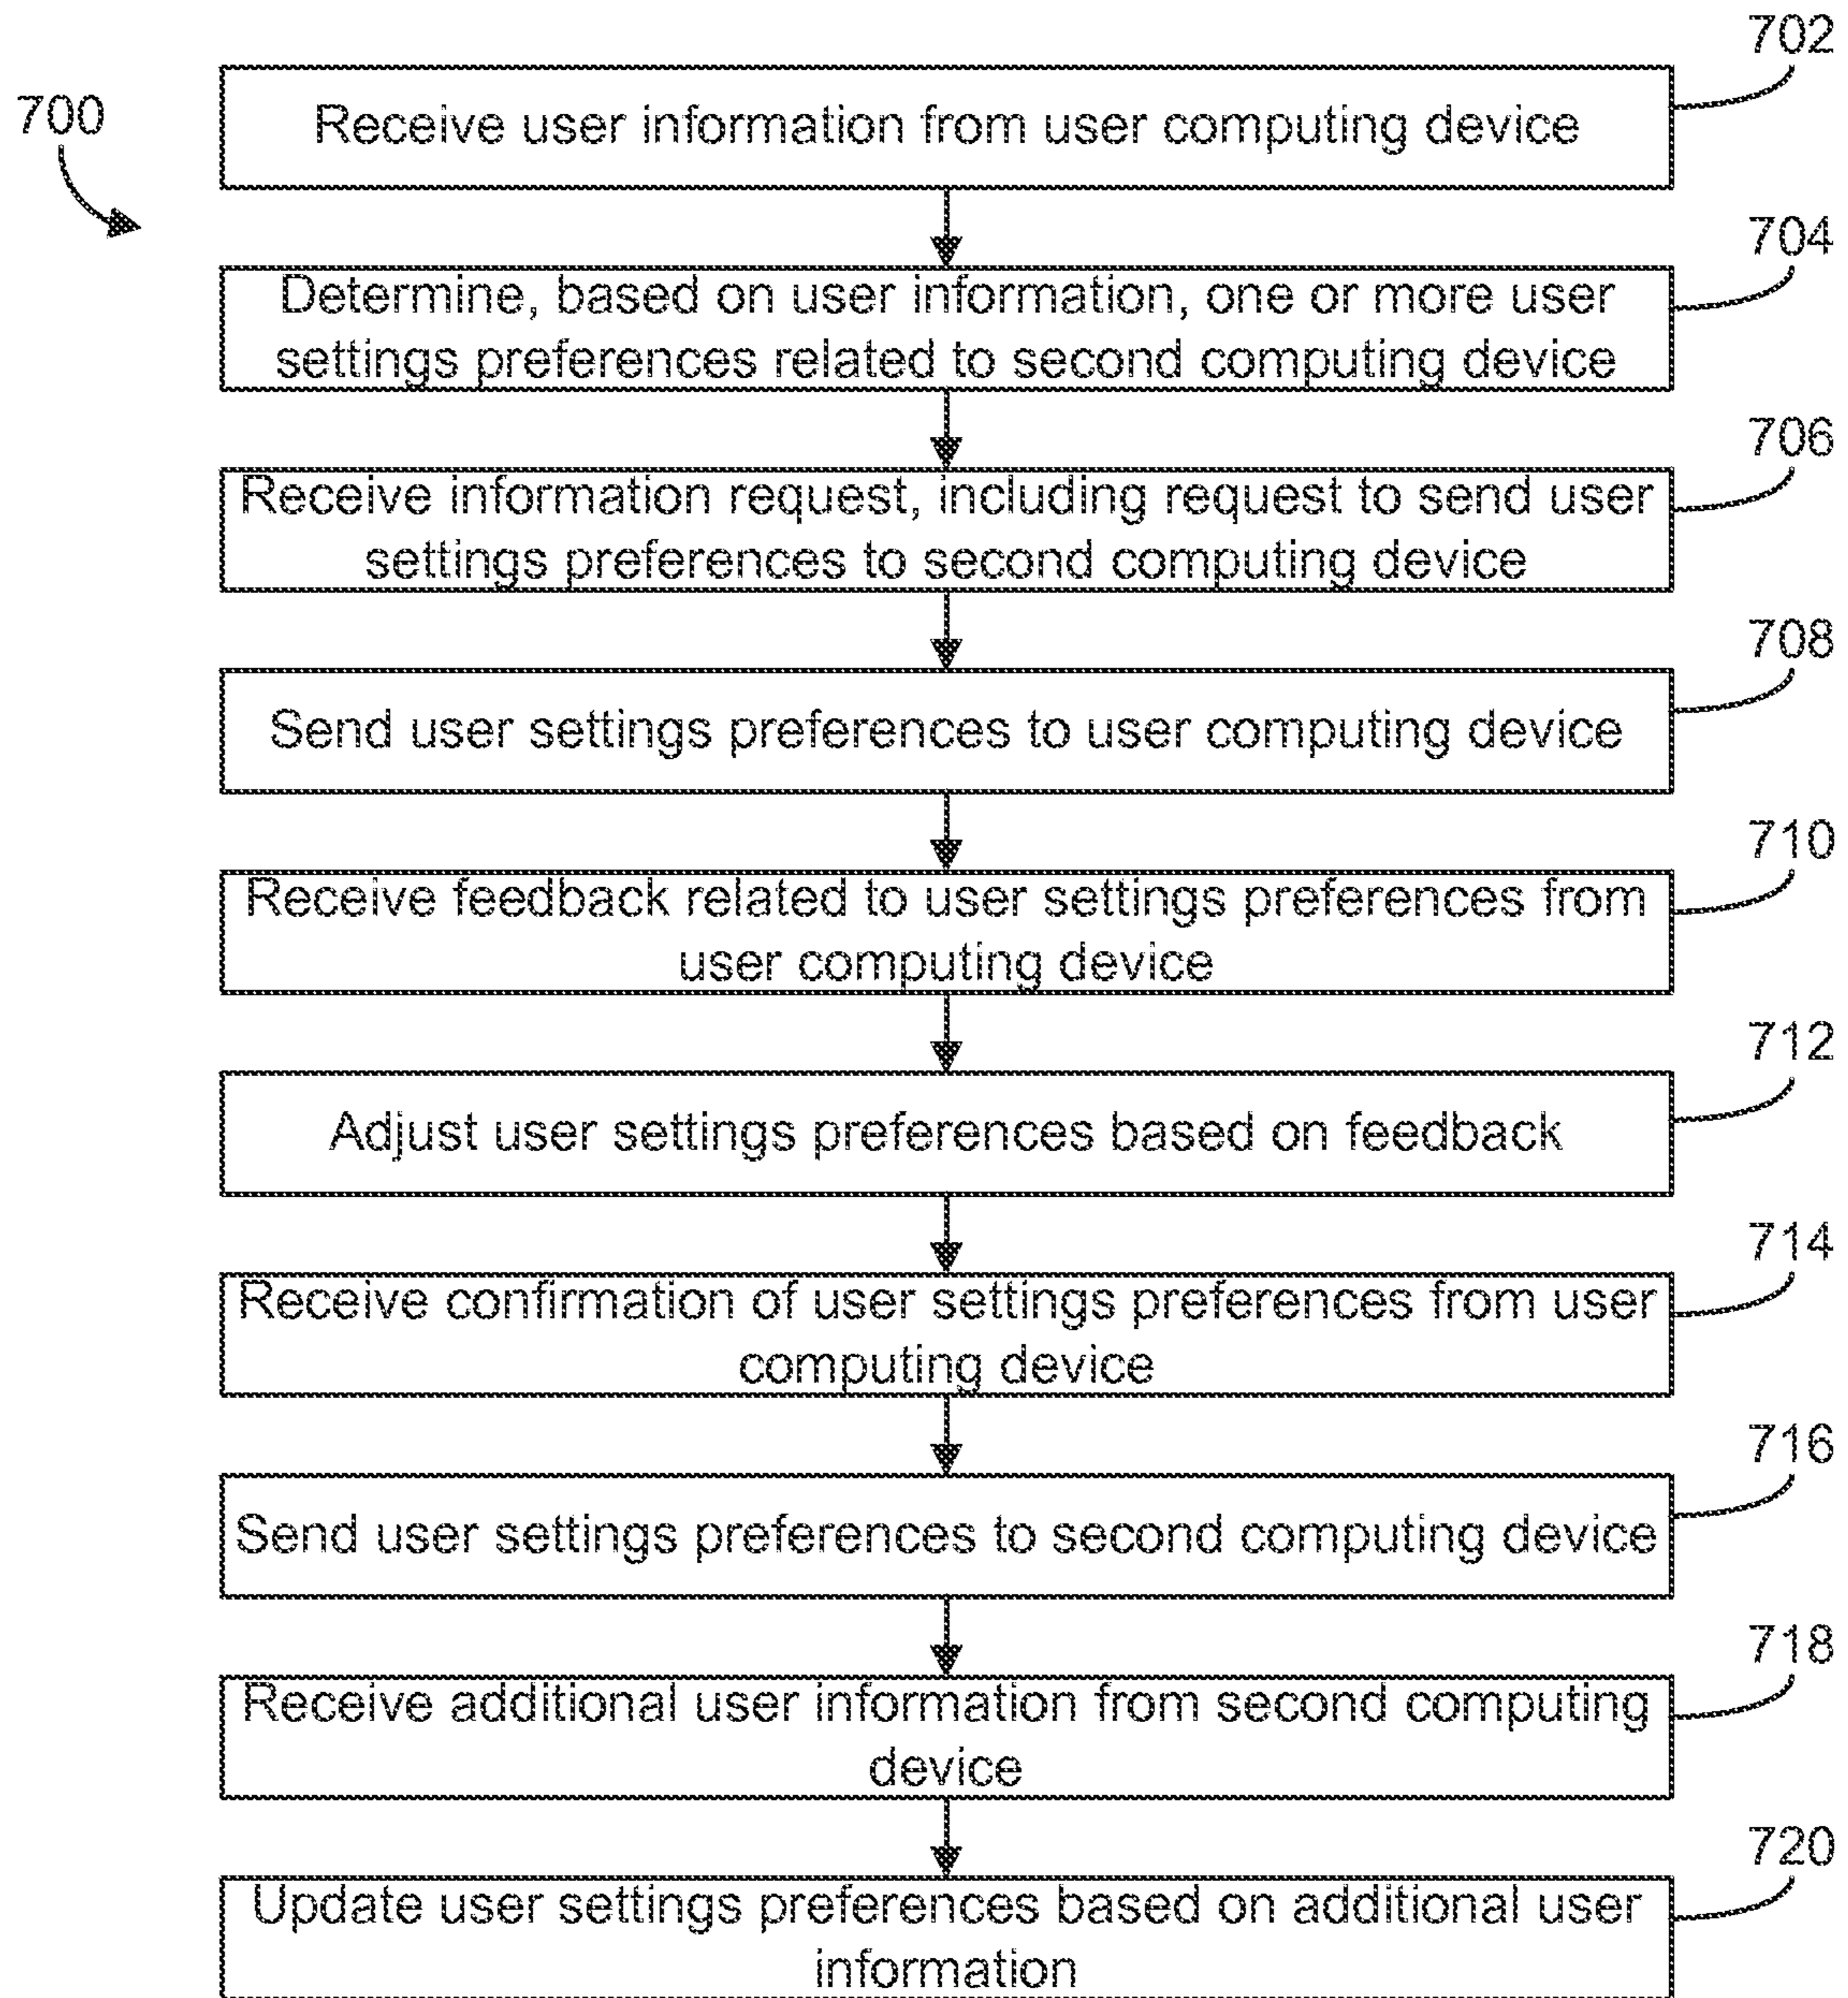 702
700
Receive user information from user computing device
704
Determine, based on user information, one or more user
settings preferences related to second computing device
706
Receive information request, including request to send user
settings preferences to second computing device
708
Send user settings preferences to user computing device
710
Receive feedback related to user settings preferences from
user computing device
712
Adjust user settings preferences based on feedback
714
Receive confirmation of user settings preferences from user
computing device
716
Send user settings preferences to second computing device
718
Receive additional user information from second computing
device
720
Update user settings preferences based on additional user
information